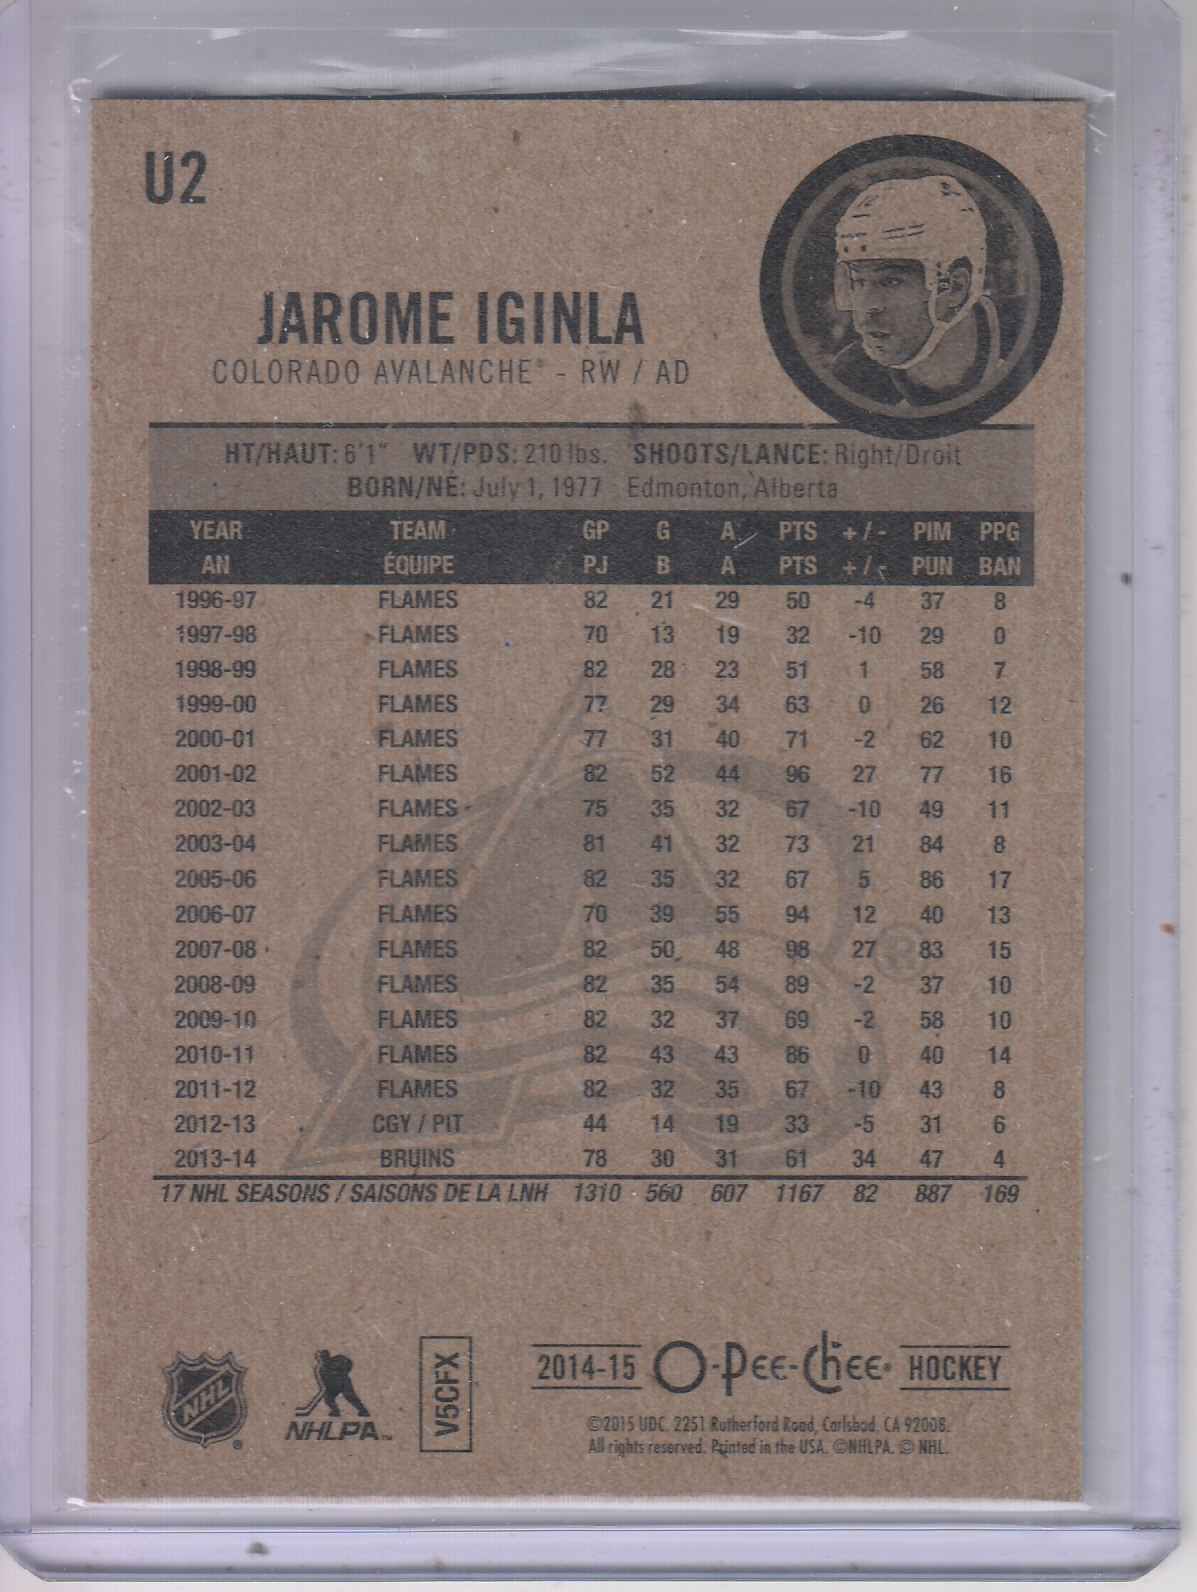 U2
JAROME IGINLA
COLORADO AVALANCHE® - RW / AD
HT/HAUT: 6'1" WT/PDS: 210 lbs. SHOOTS/LANCE: Right/Droit
BORN/NÉ: July 1, 1977 Edmonton, Alberta
YEAR TEAM GP G A PTS +/- PIM PPG
AN ÉQUIPE PJ B A PTS +/- PUN BAN
1996-97 FLAMES 82 21 29 50 -4 37 8
1997-98 FLAMES 70 13 19 32 -10 29 0
1998-99 FLAMES 82 28 23 51 1 58 7
1999-00 FLAMES 77 29 34 63 0 26 12
2000-01 FLAMES 77 31 40 71 -2 62 10
2001-02 FLAMES 82 52 44 96 27 77 16
2002-03 FLAMES 75 35 32 67 -10 49 11
2003-04 FLAMES 81 41 32 73 21 84 8
2005-06 FLAMES 82 35 32 67 5 86 17
2006-07 FLAMES 70 39 55 94 12 40 13
2007-08 FLAMES 82 50 48 98 27 83 15
2008-09 FLAMES 82 35 54 89 -2 37 10
2009-10 FLAMES 82 32 37 69 -2 58 10
2010-11 FLAMES 82 43 43 86 0 40 14
2011-12 FLAMES 82 32 35 67 -10 43 8
2012-13 CGY / PIT 44 14 19 33 -5 31 6
2013-14 BRUINS 78 30 31 61 34 47 4
17 NHL SEASONS / SAISONS DE LA LNH 1310 560 607 1167 82 887 169
®
NHL
NHLPA™
V5CFX
2014-15 O-Pee-Chee® HOCKEY
©2015 UDC. 2251 Rutherford Road, Carlsbad, CA 92008.
All rights reserved. Printed in the USA. ©NHLPA. © NHL.